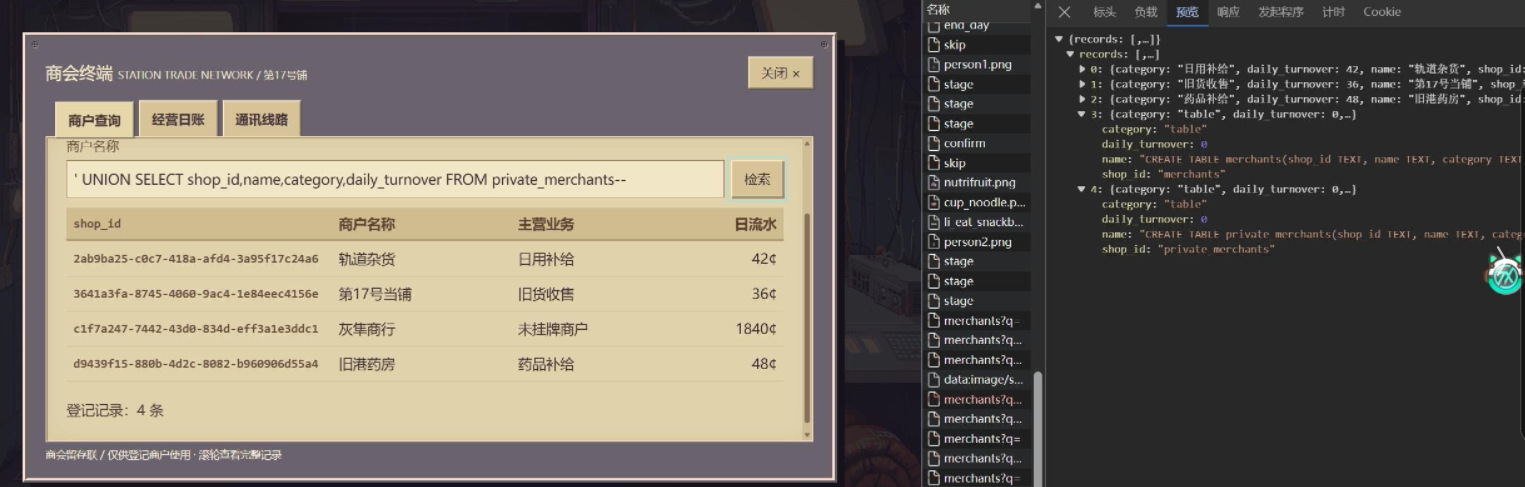 商会终端 STATION TRADE NETWORK / 第17号铺
关闭 ×
商户查询 经营日账 通讯线路
商户名称
' UNION SELECT shop_id,name,category,daily_turnover FROM private_merchants--
检索
shop_id 商户名称 主营业务 日流水
2ab9ba25-c0c7-418a-afd4-3a95f17c24a6 轨道杂货 日用补给 42¢
3641a3fa-8745-4060-9ac4-1e84eec4156e 第17号当铺 旧货收售 36¢
c1f7a247-7442-43d0-834d-eff3a1e3ddc1 灰隼商行 未挂牌商户 1840¢
d9439f15-880b-4d2c-8082-b960906d55a4 旧港药房 药品补给 48¢
登记记录：4 条
商会留存联 / 仅供登记商户使用 · 滚轮查看完整记录
名称
end_day
skip
person1.png
stage
stage
stage
confirm
skip
nutrifruit.png
cup_noodle.p...
li_eat_snackb...
person2.png
stage
stage
stage
merchants?q=
merchants?q...
merchants?q...
data:image/s...
merchants?q...
merchants?q...
merchants?q=
merchants?q...
merchants?q=
标头 负载 预览 响应 发起程序 计时 Cookie
{records: [,…]}
records: [,…]
0: {category: "日用补给", daily_turnover: 42, name: "轨道杂货", shop_id:
1: {category: "旧货收售", daily_turnover: 36, name: "第17号当铺", shop_i
2: {category: "药品补给", daily_turnover: 48, name: "旧港药房", shop_id:
3: {category: "table", daily_turnover: 0,…}
category: "table"
daily_turnover: 0
name: "CREATE TABLE merchants(shop_id TEXT, name TEXT, category TEXT
shop_id: "merchants"
4: {category: "table", daily_turnover: 0,…}
category: "table"
daily_turnover: 0
name: "CREATE TABLE private_merchants(shop_id TEXT, name TEXT, categ
shop_id: "private_merchants"